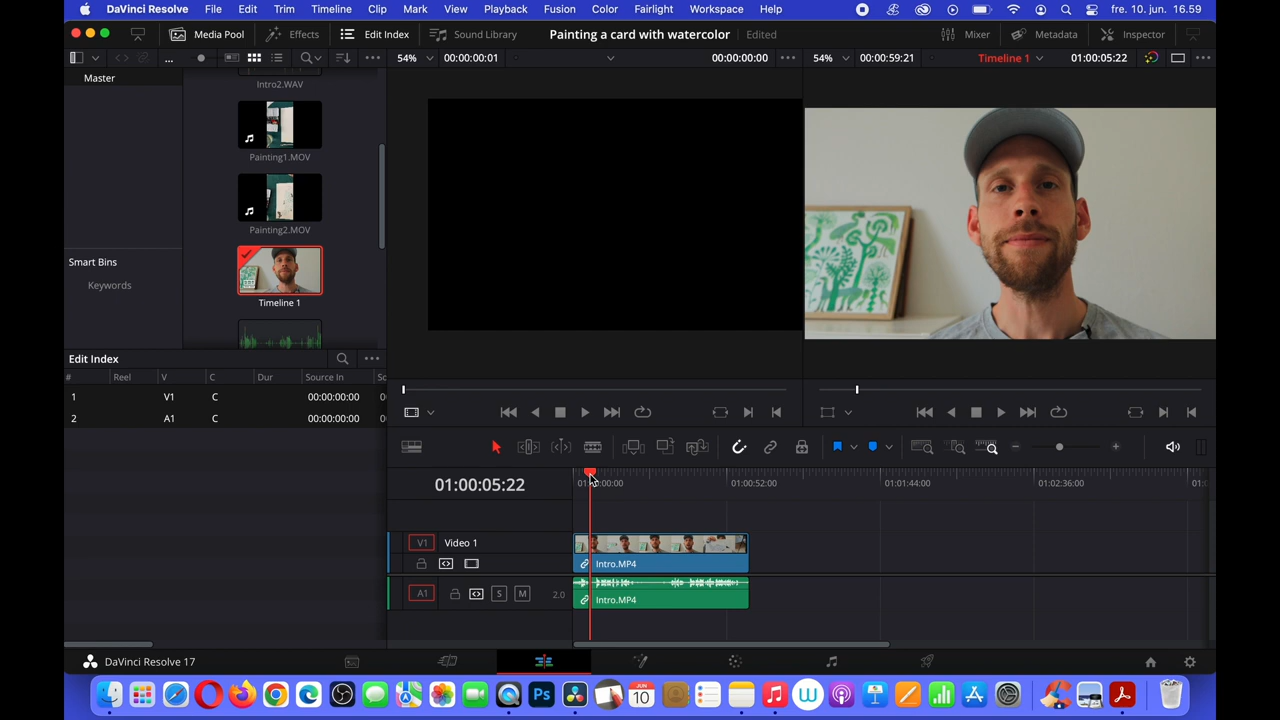 DaVinci Resolve File Edit Trim Timeline Clip Mark View Playback Fusion Color Fairlight Workspace Help fre. 10. jun. 16.59
Media Pool Effects Edit Index Sound Library Painting a card with watercolor Edited Mixer Metadata Inspector
... 54% 00:00:00:01 00:00:00:00 ••• 54% 00:00:59:21 Timeline 1 01:00:05:22 •••
Master
Intro2.WAV
Painting1.MOV
Painting2.MOV
Smart Bins
Keywords
Timeline 1
Edit Index
# Reel V C Dur Source In
1 V1 C 00:00:00:00
2 A1 C 00:00:00:00
01:00:05:22
01:00:52:00 01:01:44:00 01:02:36:00
V1 Video 1
Intro.MP4
A1 S M 2.0
Intro.MP4
DaVinci Resolve 17
Ps
JUN
10
W